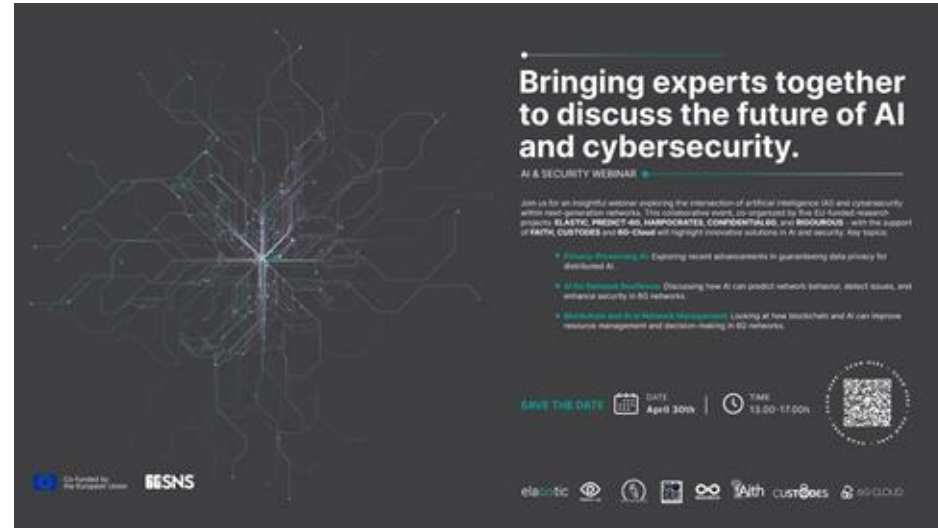 Bringing experts together
to discuss the future of AI
and cybersecurity.
AI & SECURITY WEBINAR
Join us for an insightful webinar exploring the intersection of artificial intelligence (AI) and cybersecurity
within next-generation networks. This collaborative event, co-organized by five EU-funded research
projects: ELASTIC, PREDICT-6G, HARPOCRATES, CONFIDENTIAL6G, and RIGOUROUS - with the support
of FAITH, CUSTODES and 6G-Cloud will highlight innovative solutions in AI and security. Key topics:
Privacy-Preserving AI: Exploring recent advancements in guaranteeing data privacy for
distributed AI.
AI for Network Resilience: Discussing how AI can predict network behavior, detect issues, and
enhance security in 6G networks.
Blockchain and AI in Network Management: Looking at how blockchain and AI can improve
resource management and decision-making in 6G networks.
SAVE THE DATE
DATE
April 30th
TIME
13.00-17.00h
Co-funded by
the European Union
6GSNS
elastic
fAIth
CUSTODES
6G CLOUD